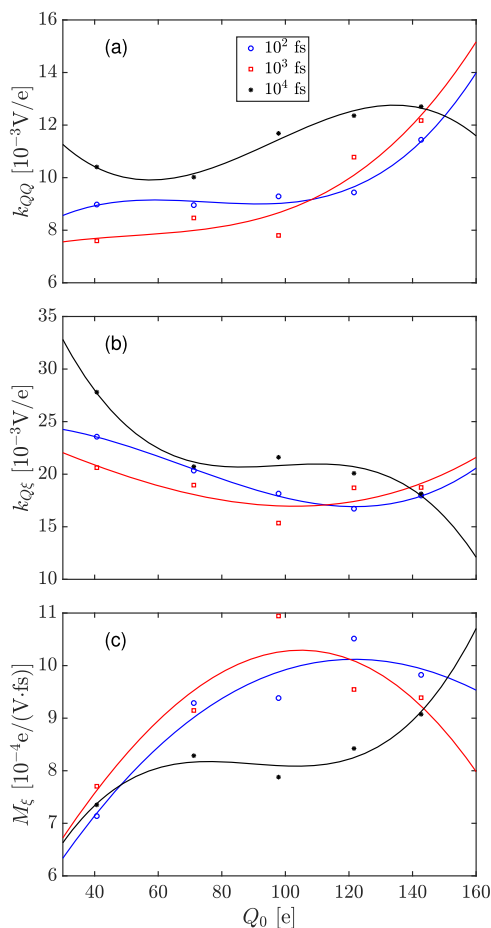 16
14
12
10
8
6
k_{QQ} [10^{-3}V/e]
(a)
10^2 fs
10^3 fs
10^4 fs
35
30
25
20
15
10
k_{Qξ} [10^{-3}V/e]
(b)
11
10
9
8
7
6
M_ξ [10^{-4}e/(V·fs)]
(c)
40 60 80 100 120 140 160
Q_0 [e]